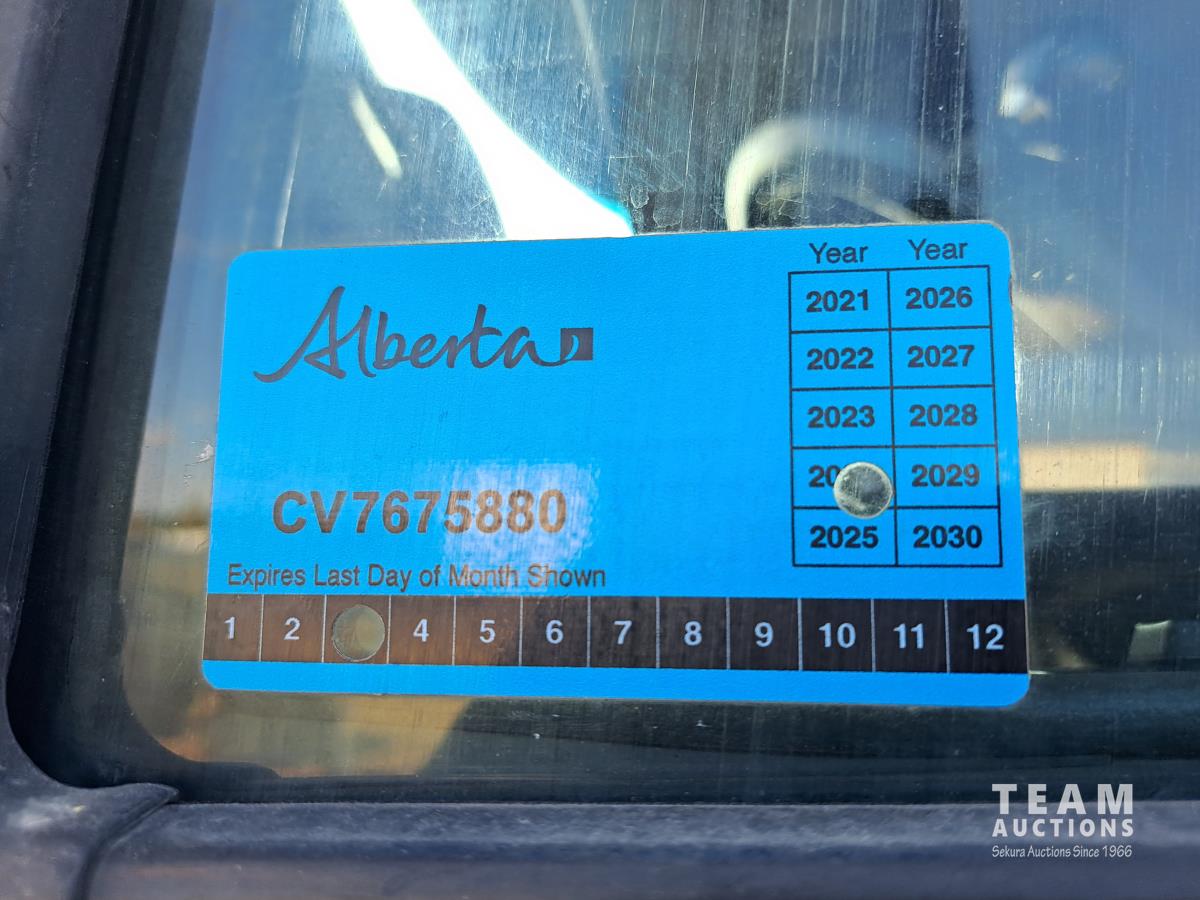 Alberta
CV7675880
Expires Last Day of Month Shown
Year Year
2021 2026
2022 2027
2023 2028
20 2029
2025 2030
1 2 4 5 6 7 8 9 10 11 12
TEAM
AUCTIONS
Sekura Auctions Since 1966